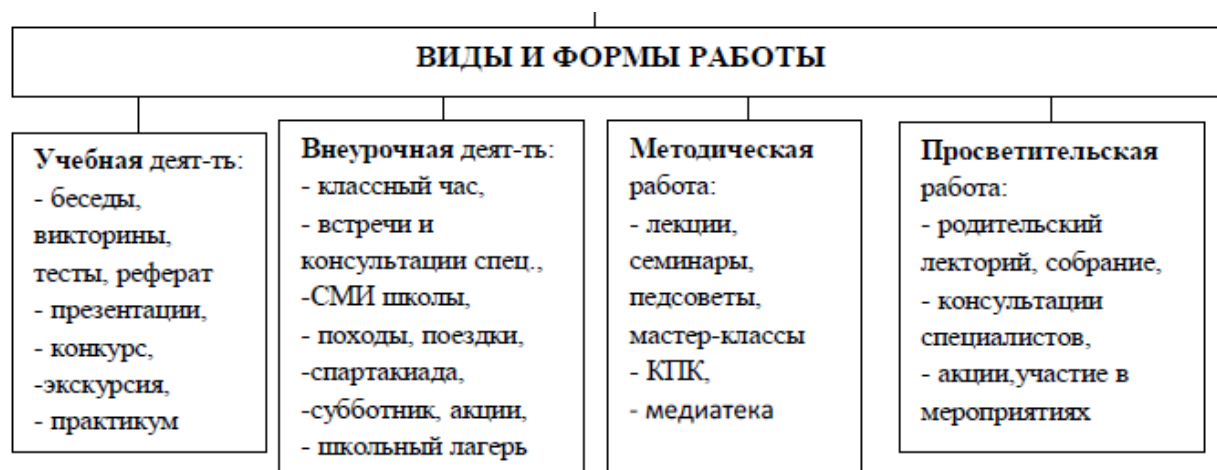 ВИДЫ И ФОРМЫ РАБОТЫ
Учебная деят-ть:
- беседы,
викторины,
тесты, реферат
- презентации,
- конкурс,
-экскурсия,
- практикум
Внеурочная деят-ть:
- классный час,
- встречи и
консультации спец.,
-СМИ школы,
- походы, поездки,
-спартакиада,
-субботник, акции,
- школьный лагерь
Методическая
работа:
- лекции,
семинары,
педсоветы,
мастер-классы
- КПК,
- медиатека
Просветительская
работа:
- родительский
лекторий, собрание,
- консультации
специалистов,
- акции,участие в
мероприятиях